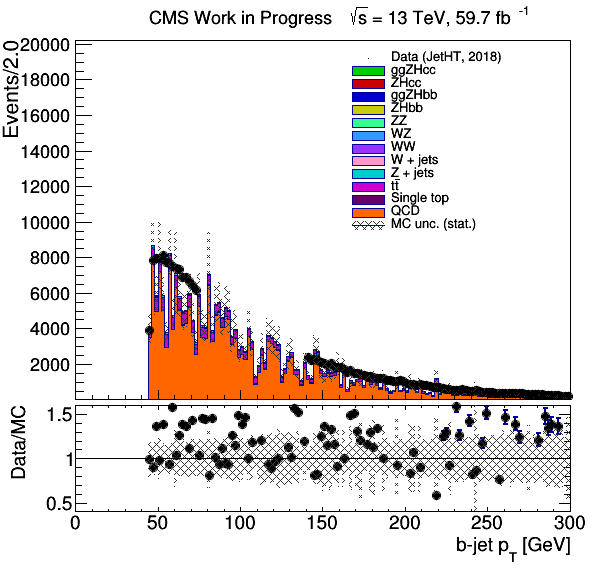 CMS Work in Progress √s = 13 TeV, 59.7 fb⁻¹
Events/2.0
20000
18000
16000
14000
12000
10000
8000
6000
4000
2000
Data (JetHT, 2018)
ggZHcc
ZHcc
ggZHbb
ZHbb
ZZ
WZ
WW
W + jets
Z + jets
tt̄
Single top
QCD
MC unc. (stat.)
Data/MC
1.5
1
0.5
0 50 100 150 200 250 300
b-jet p_T [GeV]